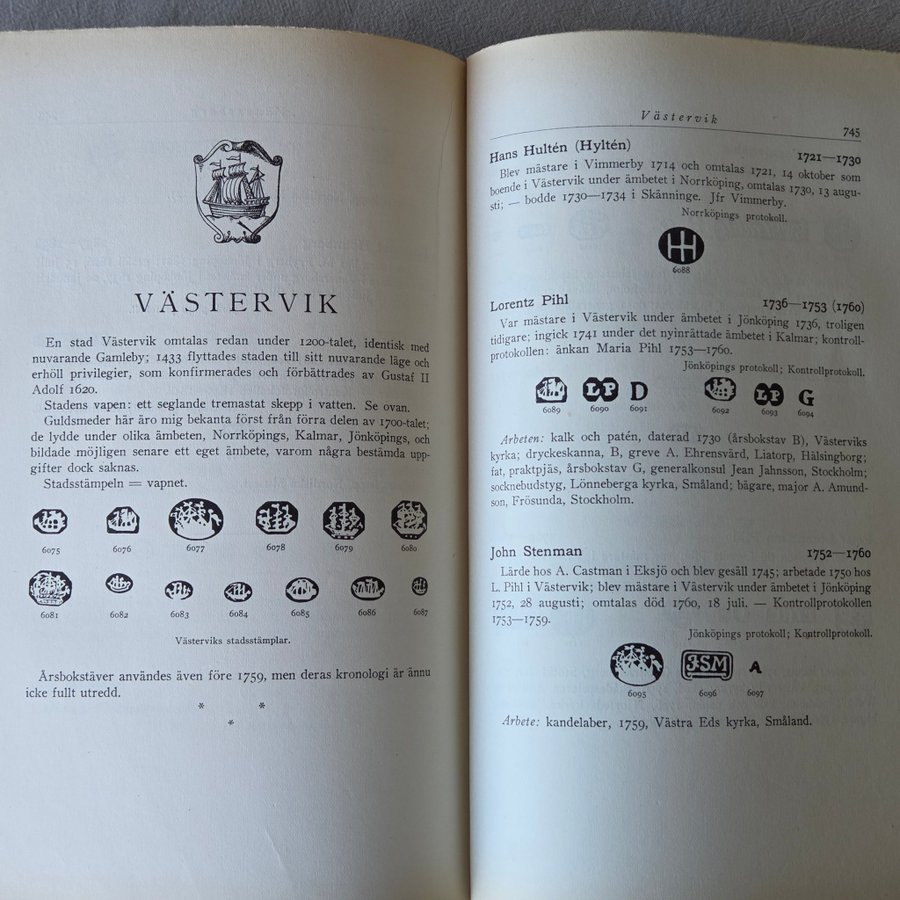 VÄSTERVIK
En stad Västervik omtalas redan under 1200-talet, identisk med
nuvarande Gamleby; 1433 flyttades staden till sitt nuvarande läge och
erhöll privilegier, som konfirmerades och förbättrades av Gustaf II
Adolf 1620.
Stadens vapen: ett seglande tremastat skepp i vatten. Se ovan.
Guldsmeder här äro mig bekanta först från förra delen av 1700-talet;
de lydde under olika ämbeten, Norrköpings, Kalmar, Jönköpings, och
bildade möjligen senare ett eget ämbete, varom några bestämda upp-
gifter dock saknas.
Stadsstämpeln = vapnet.
6075 6076 6077 6078 6079 6080
6081 6082 6083 6084 6085 6086 6087
Västerviks stadsstämplar.
Årsbokstäver användes även före 1759, men deras kronologi är ännu
icke fullt utredd.
* *
*
Västervik
745
Hans Hultén (Hyltén) 1721—1730
Blev mästare i Vimmerby 1714 och omtalas 1721, 14 oktober som
boende i Västervik under ämbetet i Norrköping, omtalas 1730, 13 augu-
sti; — bodde 1730—1734 i Skänninge. Jfr Vimmerby.
Norrköpings protokoll.
HH
6088
Lorentz Pihl 1736—1753 (1760)
Var mästare i Västervik under ämbetet i Jönköping 1736, troligen
tidigare; ingick 1741 under det nyinrättade ämbetet i Kalmar; kontroll-
protokollen: änkan Maria Pihl 1753—1760.
Jönköpings protokoll; Kontrollprotokoll.
LP D LP G
6089 6090 6091 6092 6093 6094
Arbeten: kalk och patén, daterad 1730 (årsbokstav B), Västerviks
kyrka; dryckeskanna, B, greve A. Ehrensvärd, Liatorp, Hälsingborg;
fat, praktpjäs, årsbokstav G, generalkonsul Jean Jahnsson, Stockholm;
sockenbudstyg, Lönneberga kyrka, Småland; bägare, major A. Amund-
son, Frösunda, Stockholm.
John Stenman 1752—1760
Lärde hos A. Castman i Eksjö och blev gesäll 1745; arbetade 1750 hos
L. Pihl i Västervik; blev mästare i Västervik under ämbetet i Jönköping
1752, 28 augusti; omtalas död 1760, 18 juli. — Kontrollprotokollen
1753—1759.
Jönköpings protokoll; Kontrollprotokoll.
JSM A
6095 6096 6097
Arbete: kandelaber, 1759, Västra Eds kyrka, Småland.